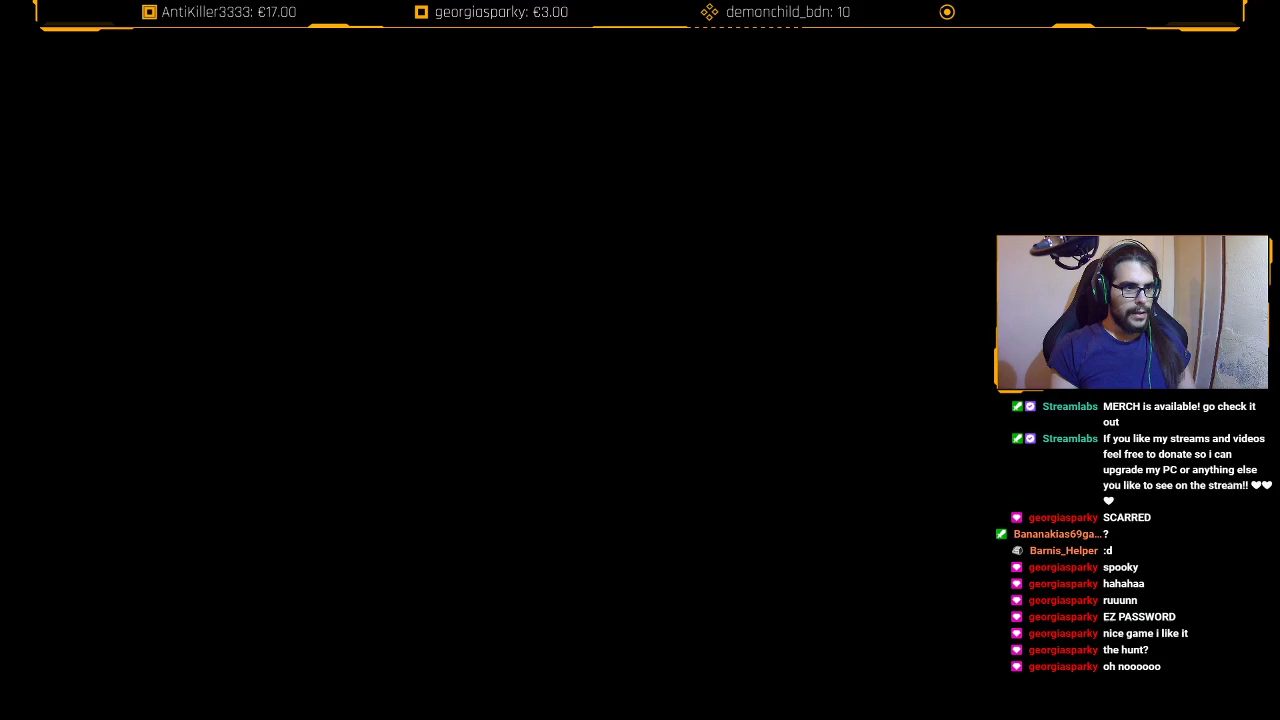 AntiKiller3333: €17.00 georgiasparky: €3.00 demonchild_bdn: 10
Streamlabs MERCH is available! go check it
out
Streamlabs If you like my streams and videos
feel free to donate so i can
upgrade my PC or anything else
you like to see on the stream!! 🤍🤍
🤍
georgiasparky SCARRED
Bananakias69ga... ?
Barnis_Helper :d
georgiasparky spooky
georgiasparky hahahaa
georgiasparky ruuunn
georgiasparky EZ PASSWORD
georgiasparky nice game i like it
georgiasparky the hunt?
georgiasparky oh noooooo